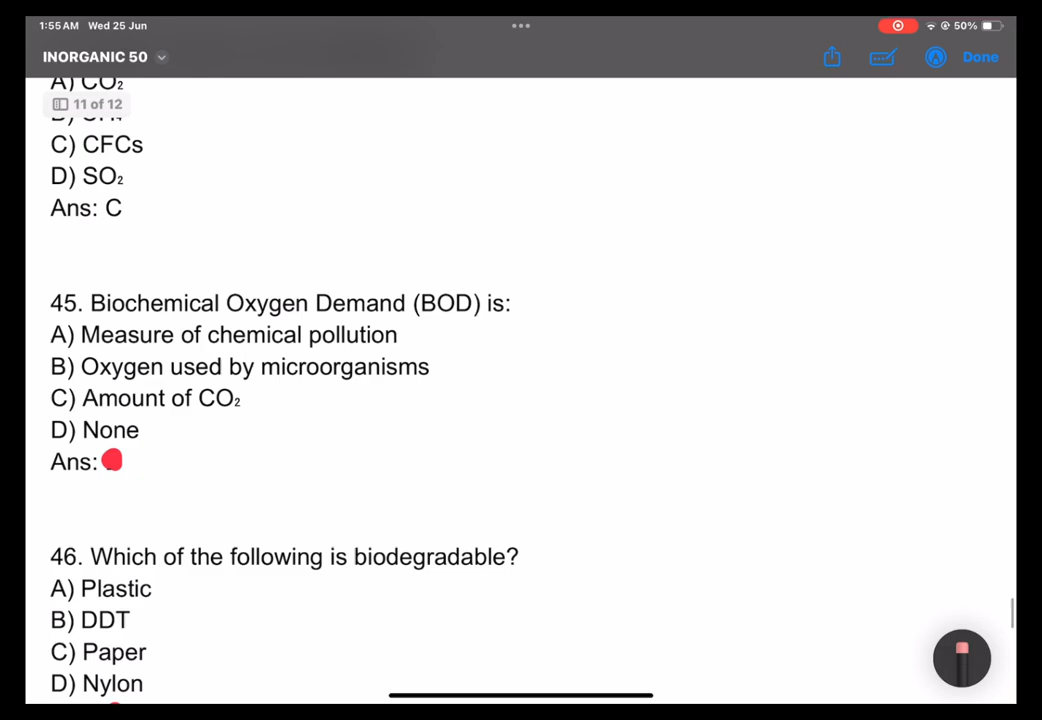 1:55 AM Wed 25 Jun
50%
INORGANIC 50
Done
A) CO₂
11 of 12
C) CFCs
D) SO₂
Ans: C
45. Biochemical Oxygen Demand (BOD) is:
A) Measure of chemical pollution
B) Oxygen used by microorganisms
C) Amount of CO₂
D) None
Ans:
46. Which of the following is biodegradable?
A) Plastic
B) DDT
C) Paper
D) Nylon